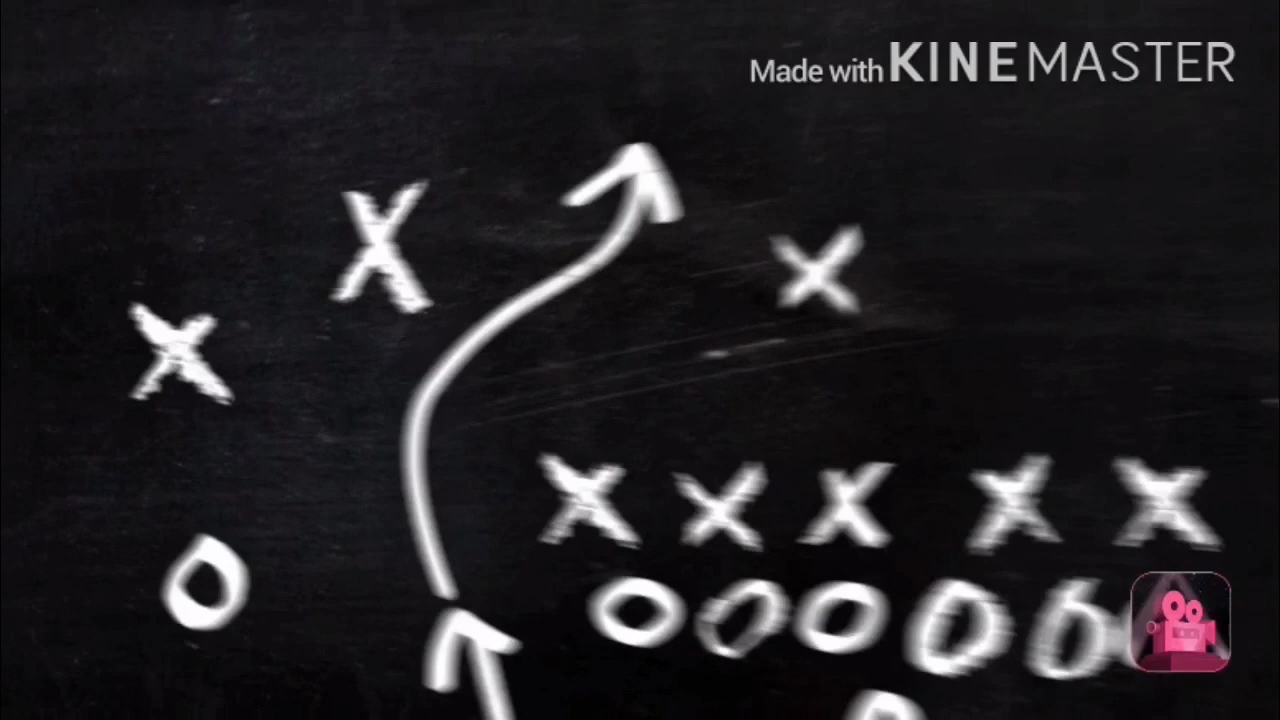 Made with KINEMASTER
X
X X
X
X X X X X
O O O O O O